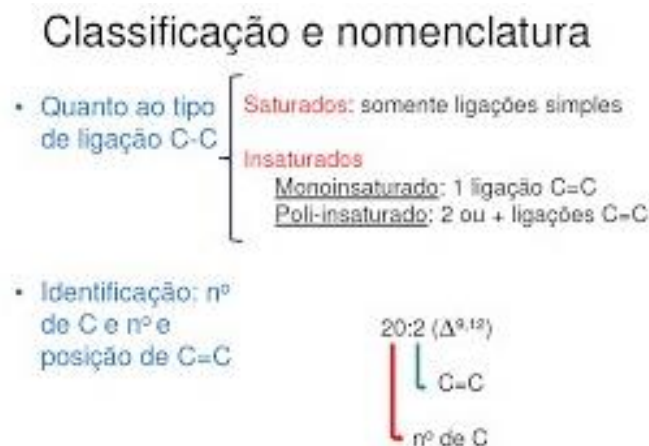 Classificação e nomenclatura
• Quanto ao tipo
de ligação C-C
Saturados: somente ligações simples
Insaturados
Monoinsaturado: 1 ligação C=C
Poli-insaturado: 2 ou + ligações C=C
• Identificação: nº
de C e nº e
posição de C=C
20:2 (Δ⁹,¹²)
C=C
nº de C